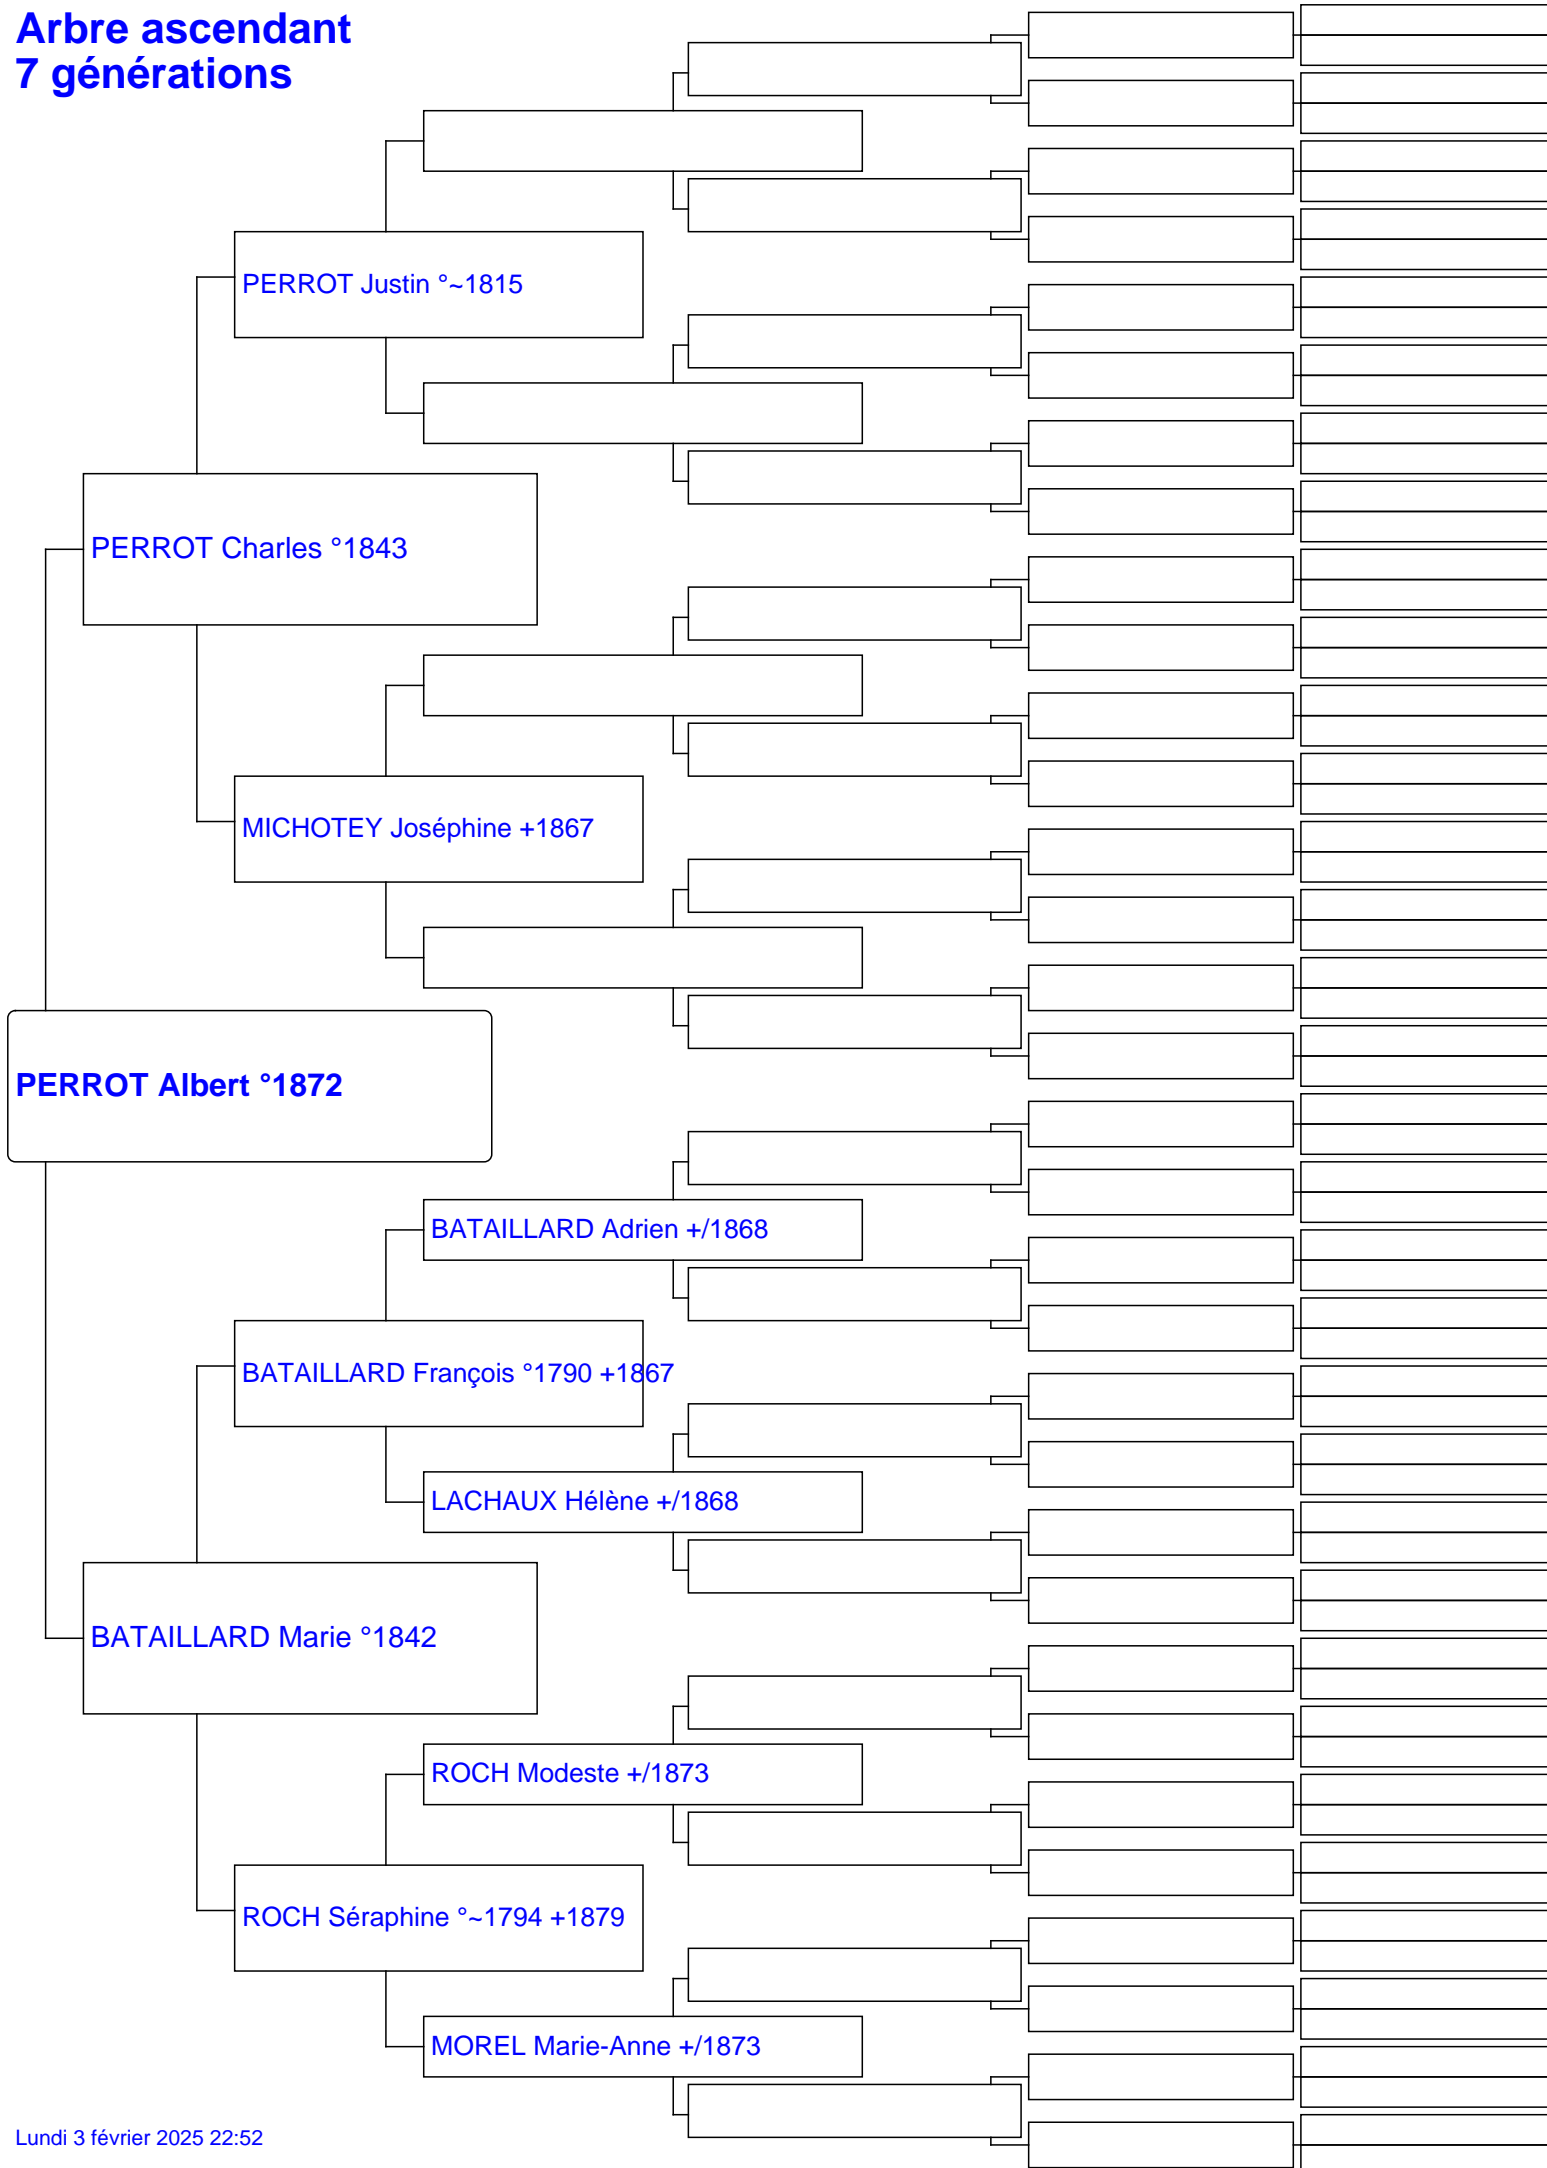 Arbre ascendant
7 générations
PERROT Justin °~1815
PERROT Charles °1843
MICHOTEY Joséphine +1867
PERROT Albert °1872
BATAILLARD Adrien +/1868
BATAILLARD François °1790 +1867
LACHAUX Hélène +/1868
BATAILLARD Marie °1842
ROCH Modeste +/1873
ROCH Séraphine °~1794 +1879
MOREL Marie-Anne +/1873
Lundi 3 février 2025 22:52